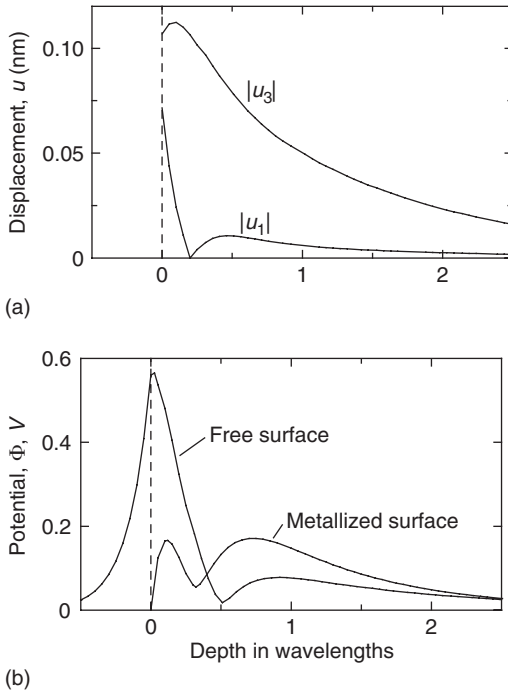 0.10
0.05
0
Displacement, u (nm)
|u₃|
|u₁|
0 1 2
(a)
0.6
0.4
0.2
0
Potential, Φ, V
Free surface
Metallized surface
0 1 2
Depth in wavelengths
(b)